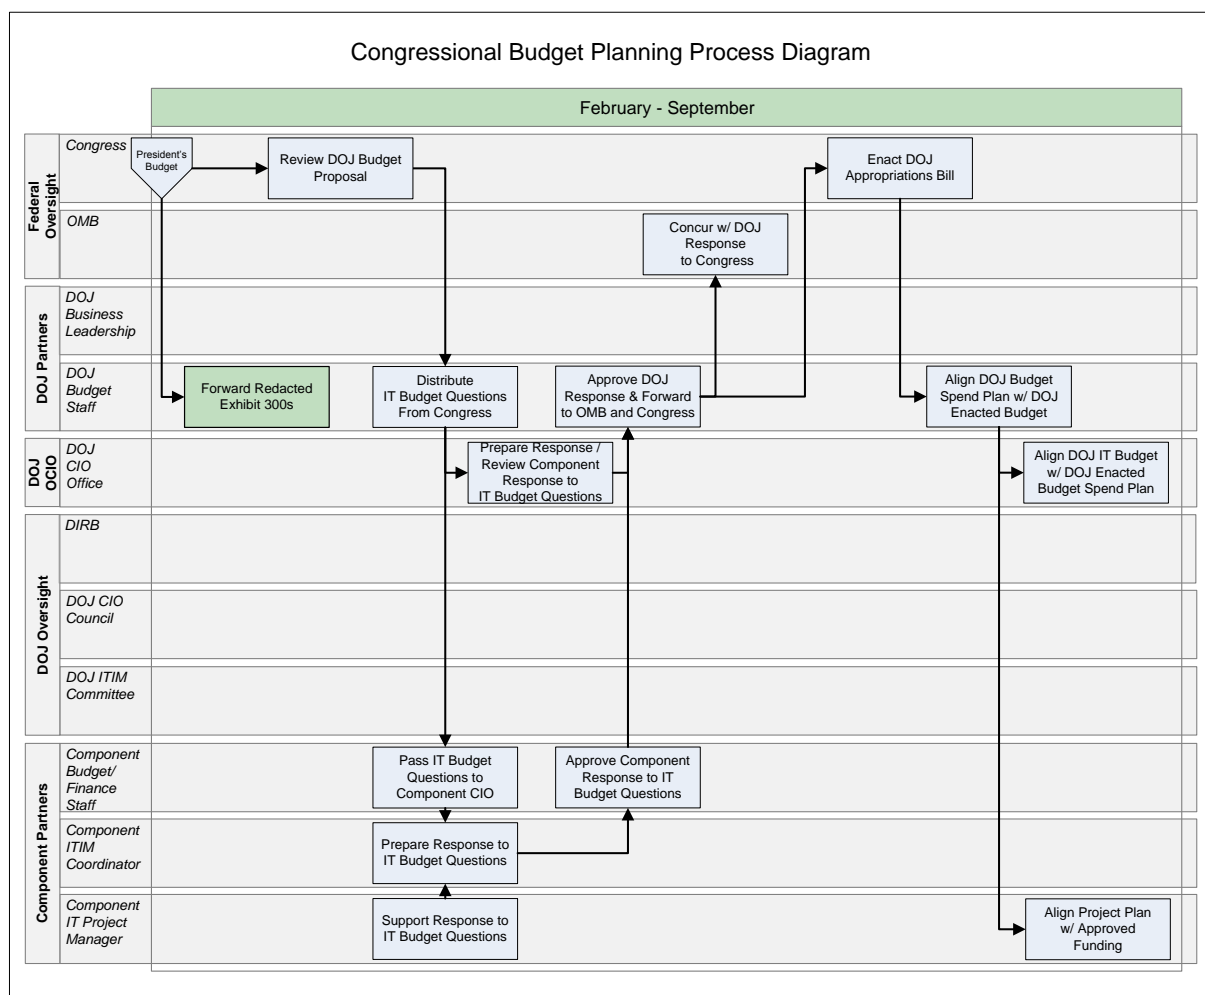 Congressional Budget Planning Process Diagram
February - September
Federal
Oversight
Congress
President's
Budget
Review DOJ Budget
Proposal
Enact DOJ
Appropriations Bill
OMB
Concur w/ DOJ
Response
to Congress
DOJ Partners
DOJ
Business
Leadership
DOJ
Budget
Staff
Forward Redacted
Exhibit 300s
Distribute
IT Budget Questions
From Congress
Approve DOJ
Response & Forward
to OMB and Congress
Align DOJ Budget
Spend Plan w/ DOJ
Enacted Budget
DOJ
OCIO
DOJ
CIO
Office
Prepare Response /
Review Component
Response to
IT Budget Questions
Align DOJ IT Budget
w/ DOJ Enacted
Budget Spend Plan
DOJ Oversight
DIRB
DOJ CIO
Council
DOJ ITIM
Committee
Component Partners
Component
Budget/
Finance
Staff
Pass IT Budget
Questions to
Component CIO
Approve Component
Response to IT
Budget Questions
Component
ITIM
Coordinator
Prepare Response to
IT Budget Questions
Component
IT Project
Manager
Support Response to
IT Budget Questions
Align Project Plan
w/ Approved
Funding